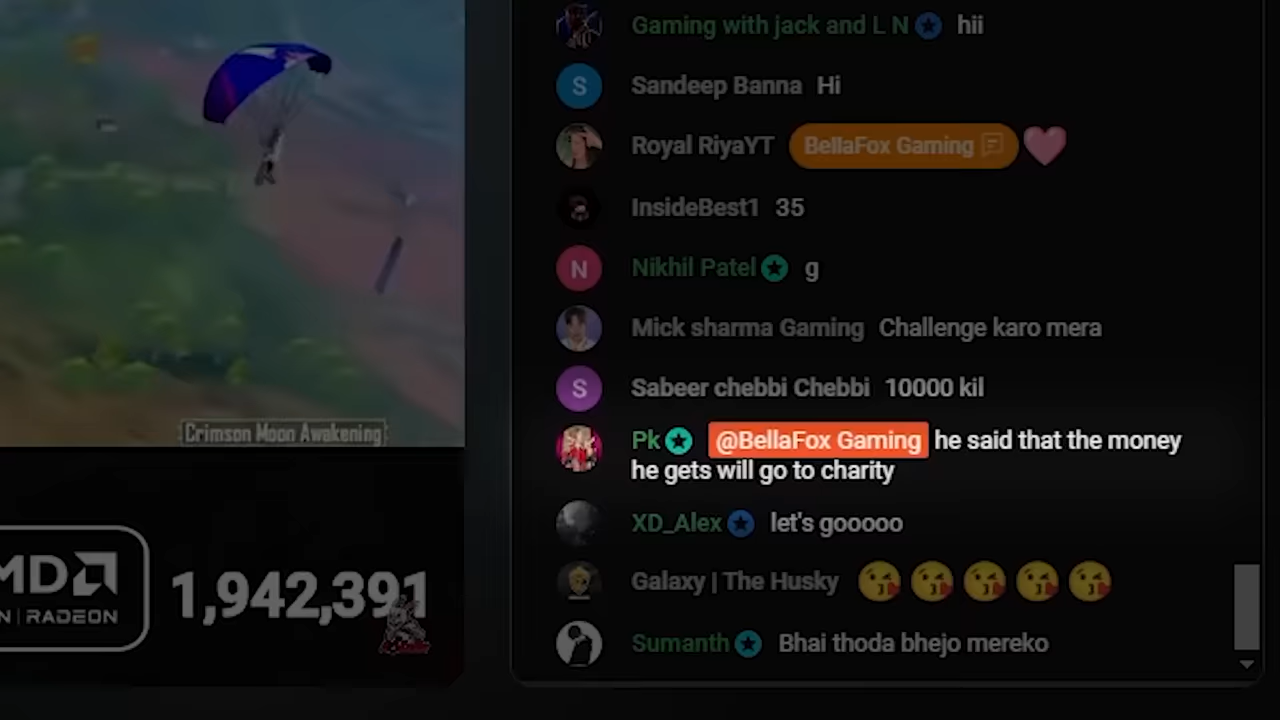 Gaming with jack and L N hii
S Sandeep Banna Hi
Royal RiyaYT BellaFox Gaming
InsideBest1 35
N Nikhil Patel g
Mick sharma Gaming Challenge karo mera
S Sabeer chebbi Chebbi 10000 kil
Pk @BellaFox Gaming he said that the money
he gets will go to charity
XD_Alex let's gooooo
Galaxy | The Husky
Sumanth Bhai thoda bhejo mereko
Crimson Moon Awakening
MD
N | RADEON
1,942,391